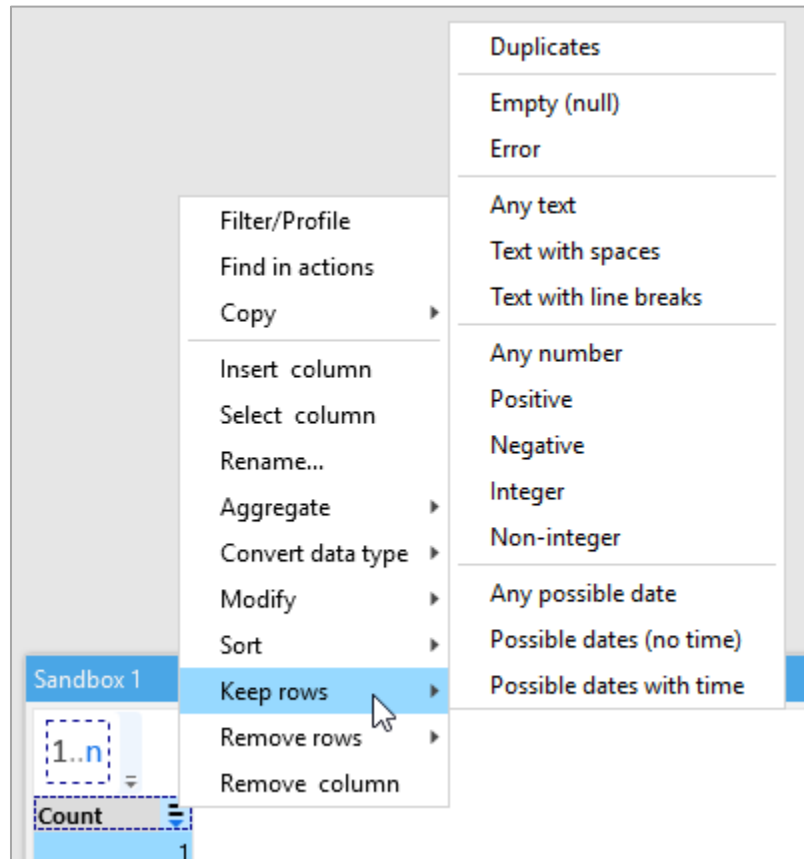 Duplicates
Empty (null)
Error
Any text
Text with spaces
Text with line breaks
Any number
Positive
Negative
Integer
Non-integer
Any possible date
Possible dates (no time)
Possible dates with time
Filter/Profile
Find in actions
Copy
Insert column
Select column
Rename...
Aggregate
Convert data type
Modify
Sort
Keep rows
Remove rows
Remove column
Sandbox 1
1..n
Count
1